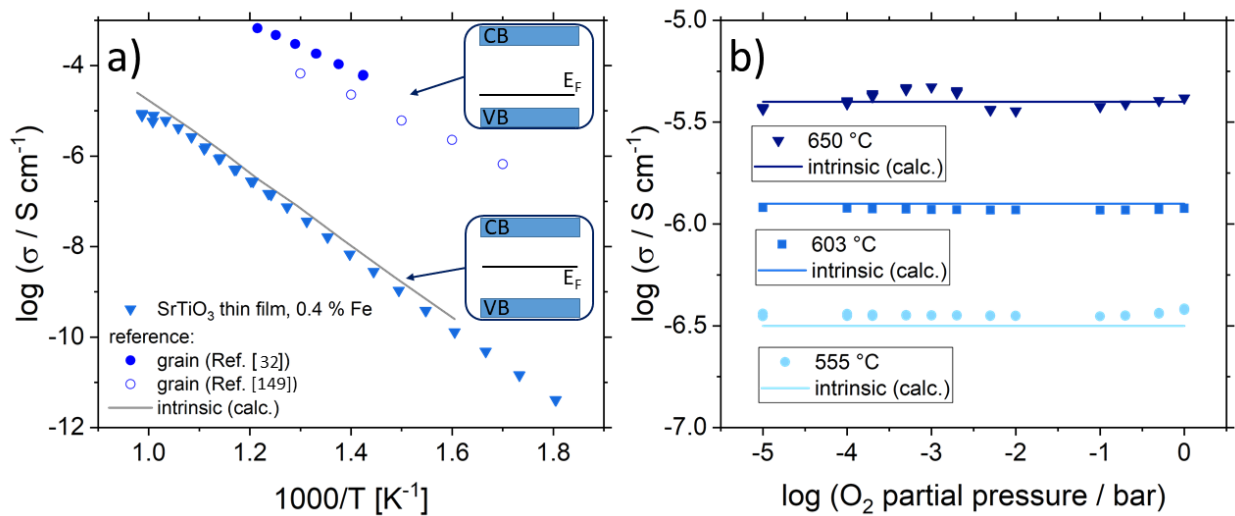 a)
log (σ / S cm⁻¹)
-4
-6
-8
-10
-12
1.0
1.2
1.4
1.6
1.8
1000/T [K⁻¹]
CB
E_F
VB
CB
E_F
VB
SrTiO₃ thin film, 0.4 % Fe
reference:
grain (Ref. [32])
grain (Ref. [149])
intrinsic (calc.)
b)
log (σ / S cm⁻¹)
-5.0
-5.5
-6.0
-6.5
-7.0
650 °C
intrinsic (calc.)
603 °C
intrinsic (calc.)
555 °C
intrinsic (calc.)
-5
-4
-3
-2
-1
0
log (O₂ partial pressure / bar)